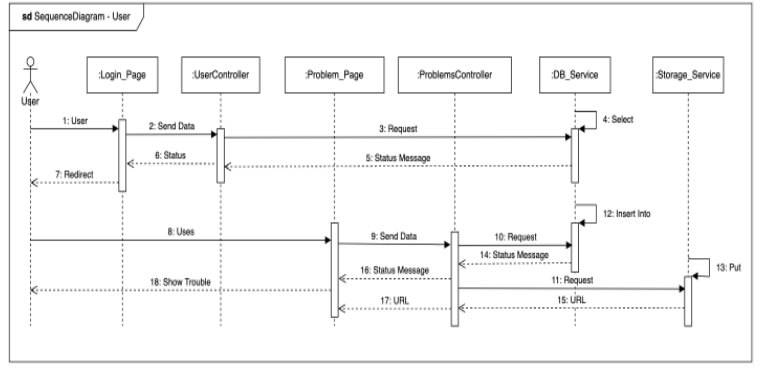 sd SequenceDiagram - User
:Login_Page
:UserController
:Problem_Page
:ProblemsController
:DB_Service
:Storage_Service
User
1: User
2: Send Data
3: Request
4: Select
5: Status Message
6: Status
7: Redirect
8: Uses
9: Send Data
10: Request
12: Insert Into
14: Status Message
13: Put
16: Status Message
11: Request
18: Show Trouble
17: URL
15: URL